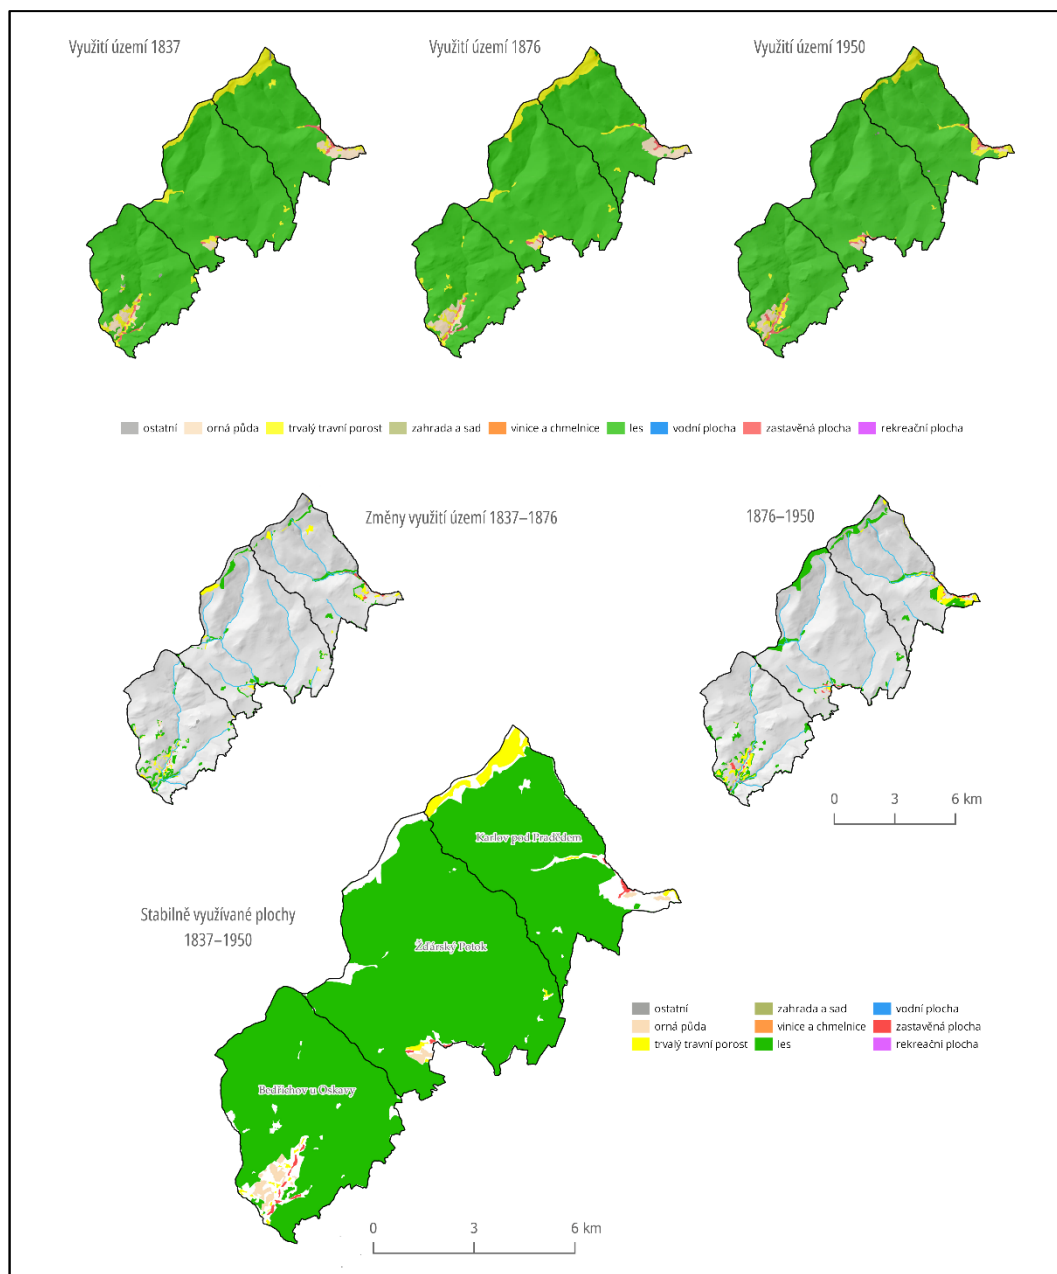 Využití území 1837
Využití území 1876
Využití území 1950
ostatní
orná půda
trvalý travní porost
zahrada a sad
vinice a chmelnice
les
vodní plocha
zastavěná plocha
rekreační plocha
Změny využití území 1837–1876
1876–1950
0 3 6 km
Karlov pod Pradědem
Stabilně využívané plochy
1837–1950
Žďárský Potok
ostatní
orná půda
trvalý travní porost
zahrada a sad
vinice a chmelnice
les
vodní plocha
zastavěná plocha
rekreační plocha
Bedřichov u Oskavy
0 3 6 km